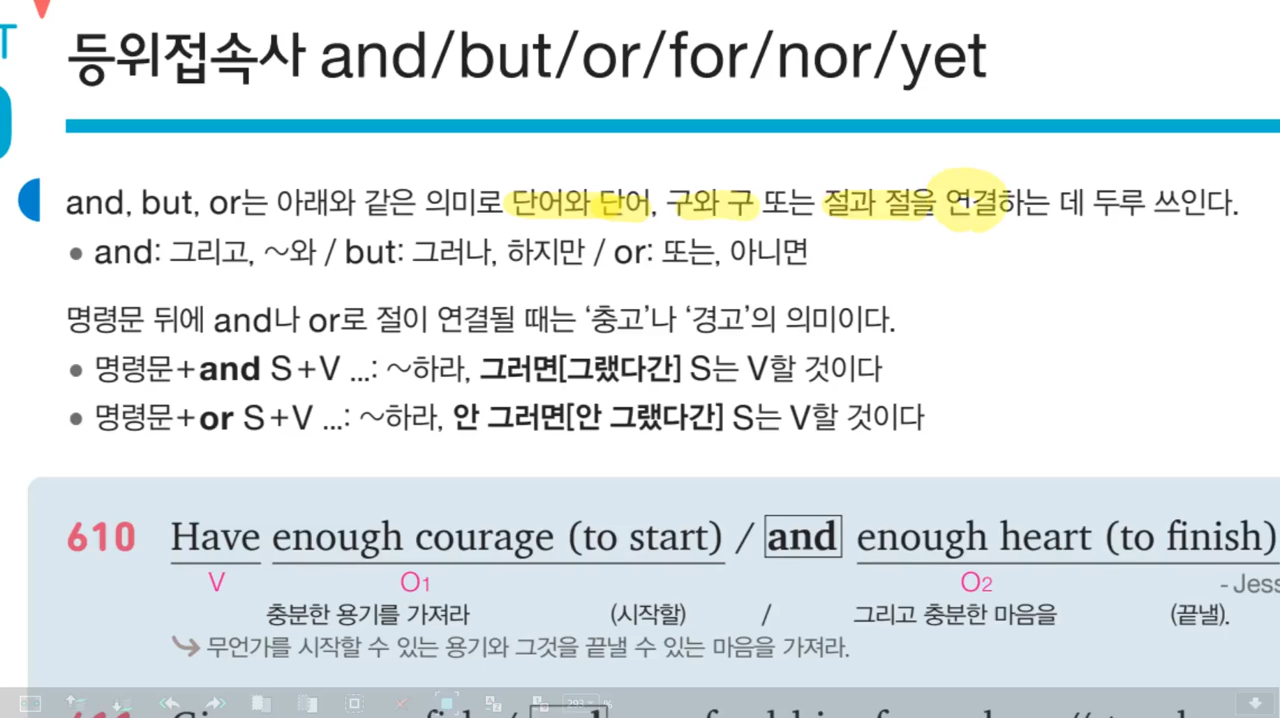 등위접속사 and/but/or/for/nor/yet
and, but, or는 아래와 같은 의미로 단어와 단어, 구와 구 또는 절과 절을 연결하는 데 두루 쓰인다.
● and: 그리고, ~와 / but: 그러나, 하지만 / or: 또는, 아니면
명령문 뒤에 and나 or로 절이 연결될 때는 ‘충고’나 ‘경고’의 의미이다.
● 명령문+and S+V ...: ~하라, 그러면[그랬다간] S는 V할 것이다
● 명령문+or S+V ...: ~하라, 안 그러면[안 그랬다간] S는 V할 것이다
610 Have enough courage (to start) / and enough heart (to finish)
V O1 O2 - Jess
충분한 용기를 가져라 (시작할) / 그리고 충분한 마음을 (끝낼).
무언가를 시작할 수 있는 용기와 그것을 끝낼 수 있는 마음을 가져라.